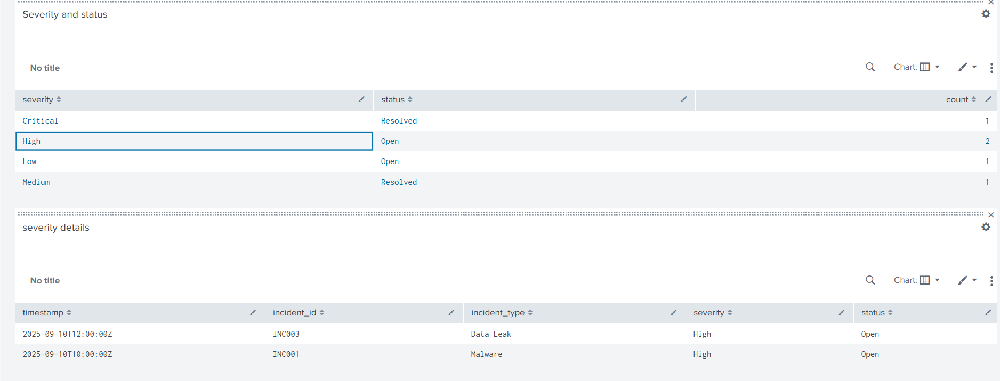 Severity and status
No title
Chart:
severity status count
Critical Resolved 1
High Open 2
Low Open 1
Medium Resolved 1
severity details
No title
Chart:
timestamp incident_id incident_type severity status
2025-09-10T12:00:00Z INC003 Data Leak High Open
2025-09-10T10:00:00Z INC001 Malware High Open